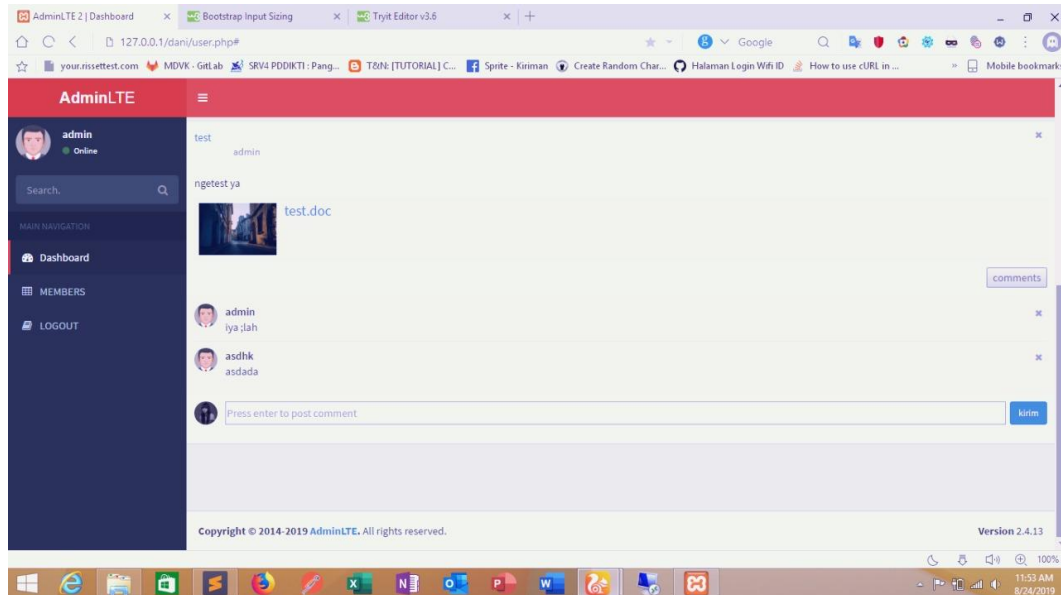 AdminLTE 2 | Dashboard
Bootstrap Input Sizing
Tryit Editor v3.6
127.0.0.1/dani/user.php#
Google
your.rissettest.com
MDVK - GitLab
SRV4 PDDIKTI : Pang...
T&N: [TUTORIAL] C...
Sprite - Kiriman
Create Random Char...
Halaman Login Wifi ID
How to use cURL in ...
Mobile bookmark
AdminLTE
admin
Online
Search.
MAIN NAVIGATION
Dashboard
MEMBERS
LOGOUT
test
admin
ngetest ya
test.doc
comments
admin
iya ;lah
asdhk
asdada
Press enter to post comment
kirim
Copyright © 2014-2019 AdminLTE. All rights reserved.
Version 2.4.13
100%
11:53 AM
8/24/2019